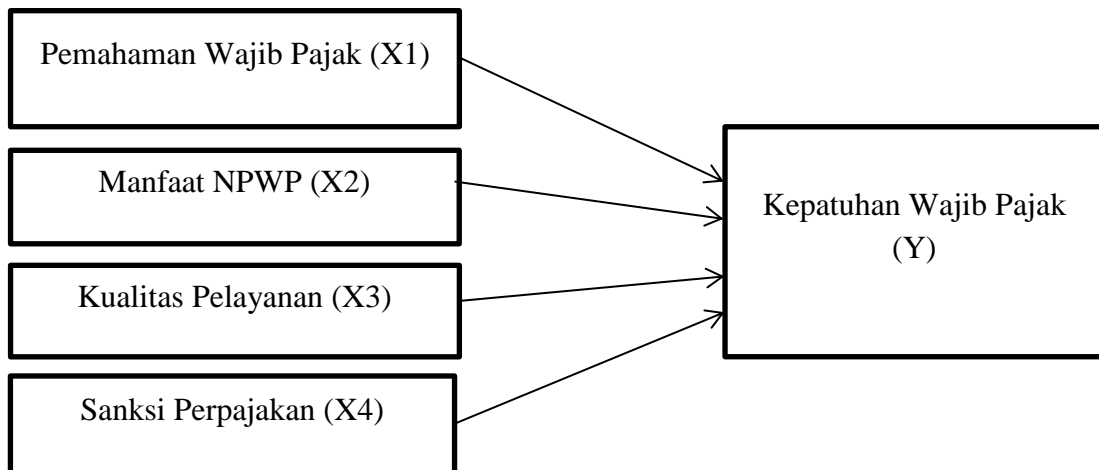 Pemahaman Wajib Pajak (X1)
Manfaat NPWP (X2)
Kualitas Pelayanan (X3)
Sanksi Perpajakan (X4)
Kepatuhan Wajib Pajak
(Y)